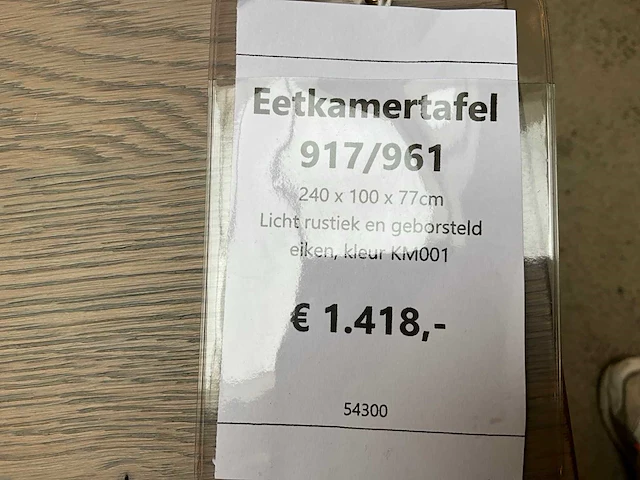 Eetkamertafel
917/961
240 x 100 x 77cm
Licht rustiek en geborsteld
eiken, kleur KM001
€ 1.418,-
54300